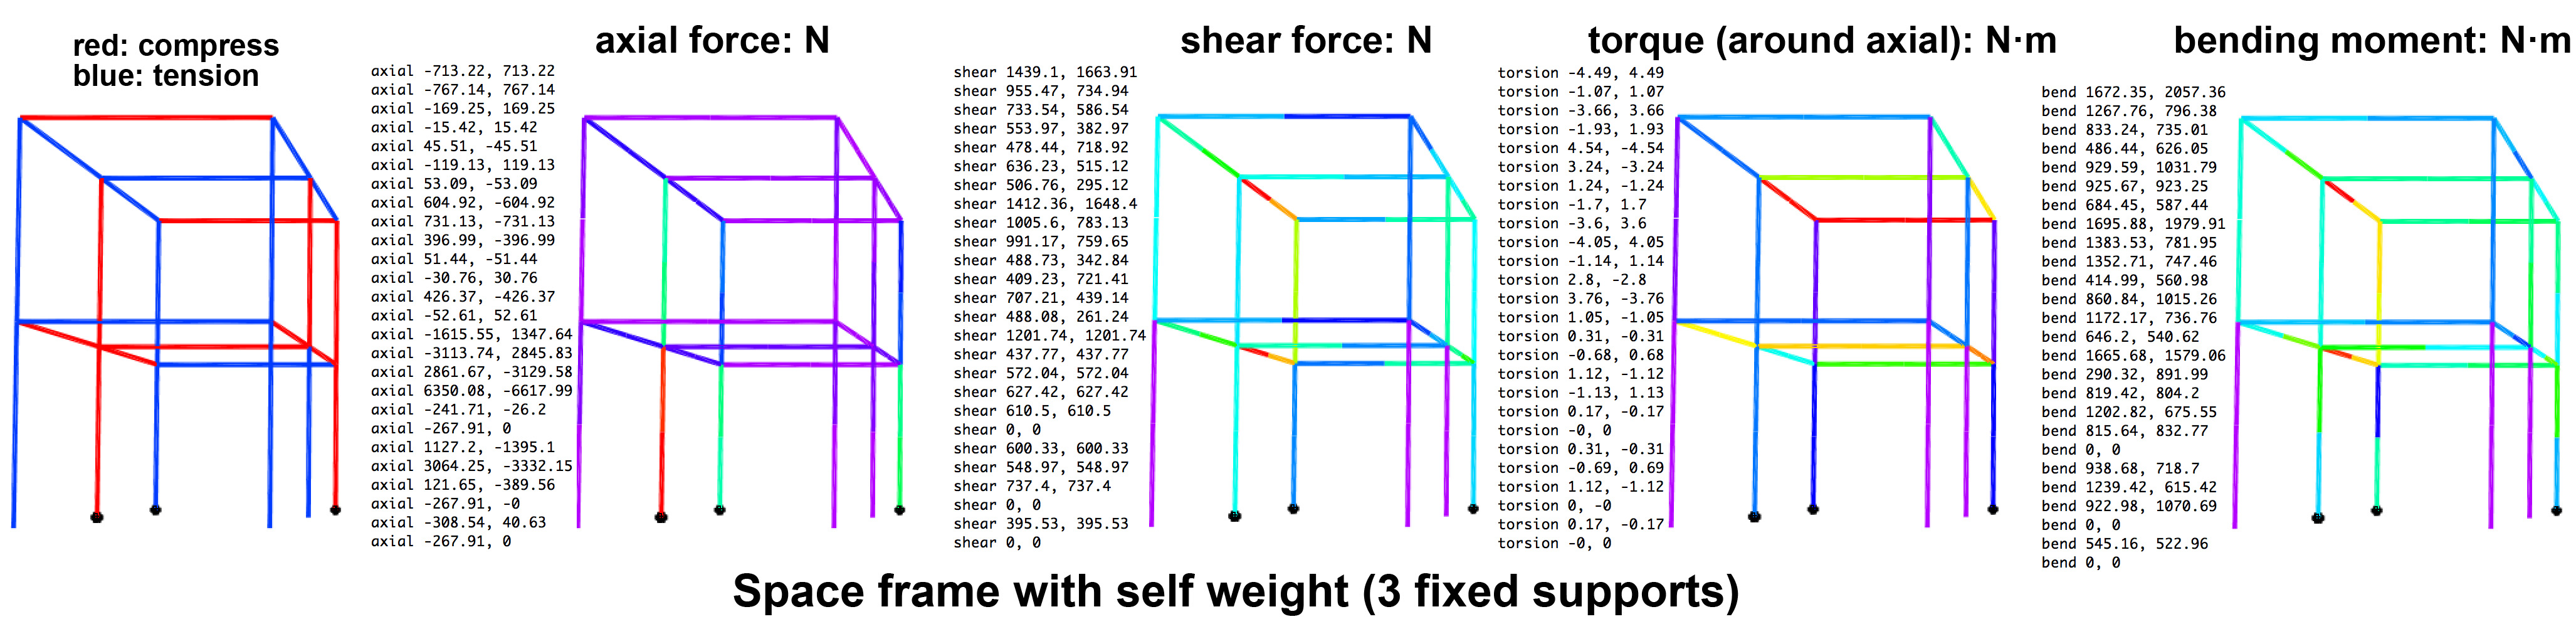 red: compress
blue: tension
axial force: N
axial -713.22, 713.22
axial -767.14, 767.14
axial -169.25, 169.25
axial -15.42, 15.42
axial 45.51, -45.51
axial -119.13, 119.13
axial 53.09, -53.09
axial 604.92, -604.92
axial 731.13, -731.13
axial 396.99, -396.99
axial 51.44, -51.44
axial -30.76, 30.76
axial 426.37, -426.37
axial -52.61, 52.61
axial -1615.55, 1347.64
axial -3113.74, 2845.83
axial 2861.67, -3129.58
axial 6350.08, -6617.99
axial -241.71, -26.2
axial -267.91, 0
axial 1127.2, -1395.1
axial 3064.25, -3332.15
axial 121.65, -389.56
axial -267.91, -0
axial -308.54, 40.63
axial -267.91, 0
shear force: N
shear 1439.1, 1663.91
shear 955.47, 734.94
shear 733.54, 586.54
shear 553.97, 382.97
shear 478.44, 718.92
shear 636.23, 515.12
shear 506.76, 295.12
shear 1412.36, 1648.4
shear 1005.6, 783.13
shear 991.17, 759.65
shear 488.73, 342.84
shear 409.23, 721.41
shear 707.21, 439.14
shear 488.08, 261.24
shear 1201.74, 1201.74
shear 437.77, 437.77
shear 572.04, 572.04
shear 627.42, 627.42
shear 610.5, 610.5
shear 0, 0
shear 600.33, 600.33
shear 548.97, 548.97
shear 737.4, 737.4
shear 0, 0
shear 395.53, 395.53
shear 0, 0
torque (around axial): N·m
torsion -4.49, 4.49
torsion -1.07, 1.07
torsion -3.66, 3.66
torsion -1.93, 1.93
torsion 4.54, -4.54
torsion 3.24, -3.24
torsion 1.24, -1.24
torsion -1.7, 1.7
torsion -3.6, 3.6
torsion -4.05, 4.05
torsion -1.14, 1.14
torsion 2.8, -2.8
torsion 3.76, -3.76
torsion 1.05, -1.05
torsion 0.31, -0.31
torsion -0.68, 0.68
torsion 1.12, -1.12
torsion -1.13, 1.13
torsion 0.17, -0.17
torsion -0, 0
torsion 0.31, -0.31
torsion -0.69, 0.69
torsion 1.12, -1.12
torsion 0, -0
torsion 0.17, -0.17
torsion -0, 0
bending moment: N·m
bend 1672.35, 2057.36
bend 1267.76, 796.38
bend 833.24, 735.01
bend 486.44, 626.05
bend 929.59, 1031.79
bend 925.67, 923.25
bend 684.45, 587.44
bend 1695.88, 1979.91
bend 1383.53, 781.95
bend 1352.71, 747.46
bend 414.99, 560.98
bend 860.84, 1015.26
bend 1172.17, 736.76
bend 646.2, 540.62
bend 1665.68, 1579.06
bend 290.32, 891.99
bend 819.42, 804.2
bend 1202.82, 675.55
bend 815.64, 832.77
bend 0, 0
bend 938.68, 718.7
bend 1239.42, 615.42
bend 922.98, 1070.69
bend 0, 0
bend 545.16, 522.96
bend 0, 0
Space frame with self weight (3 fixed supports)